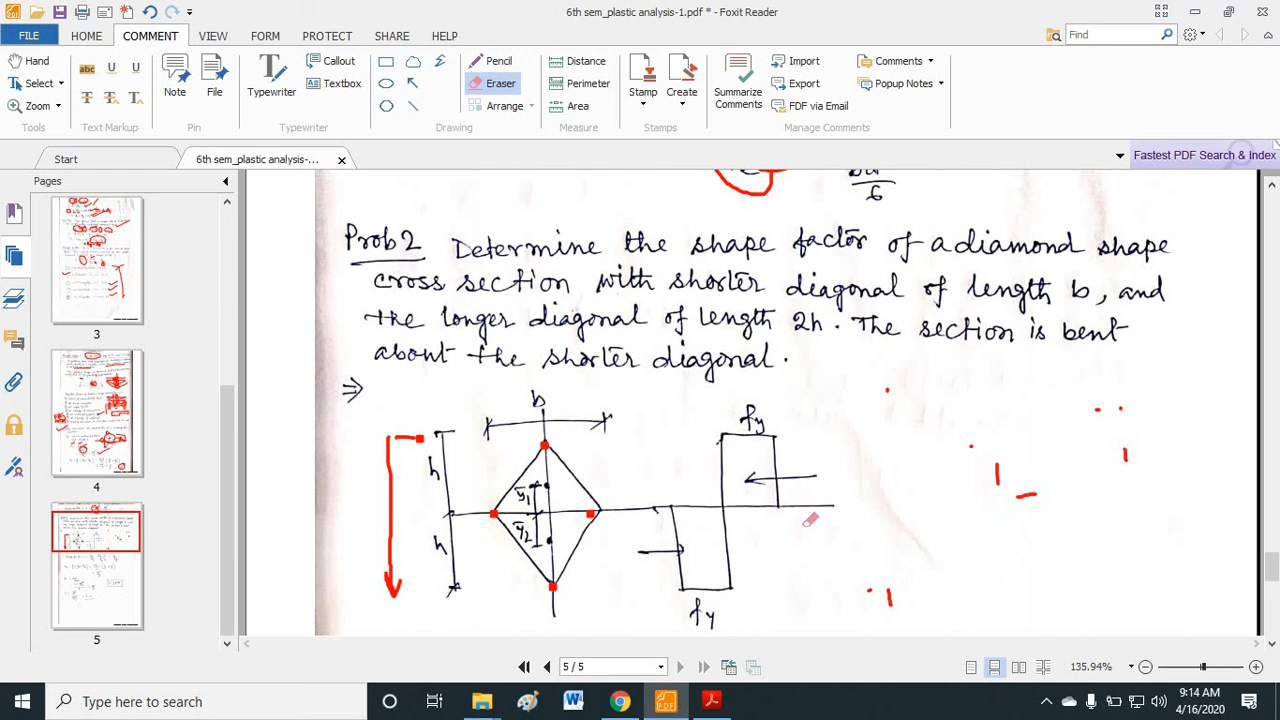 6th sem_plastic analysis-1.pdf * - Foxit Reader
FILE HOME COMMENT VIEW FORM PROTECT SHARE HELP
Find
Hand
Select
Zoom
Tools
Text Markup
Note
File
Pin
Typewriter
Callout
Textbox
Typewriter
Pencil
Eraser
Arrange
Drawing
Distance
Perimeter
Area
Measure
Stamp
Create
Stamps
Summarize Comments
Import
Export
FDF via Email
Comments
Popup Notes
Manage Comments
Start
6th sem_plastic analysis-...
Fastest PDF Search & Index
Pages
3
4
5
6
Prob 2 Determine the shape factor of a diamond shape
cross section with shorter diagonal of length b, and
the longer diagonal of length 2h. The section is bent
about the shorter diagonal.
⇒
b
fy
h
ȳ1
ȳ2
h
fy
5 / 5
135.94%
Type here to search
9:14 AM
4/16/2020